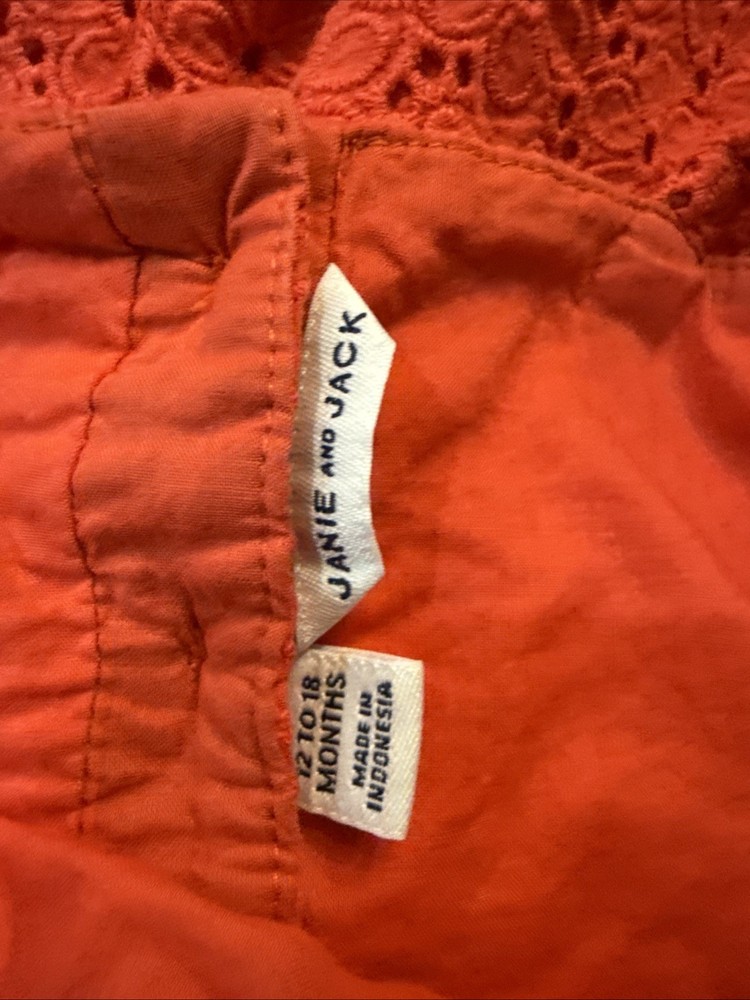 JANIE AND JACK
12 TO 18
MONTHS
MADE IN
INDONESIA